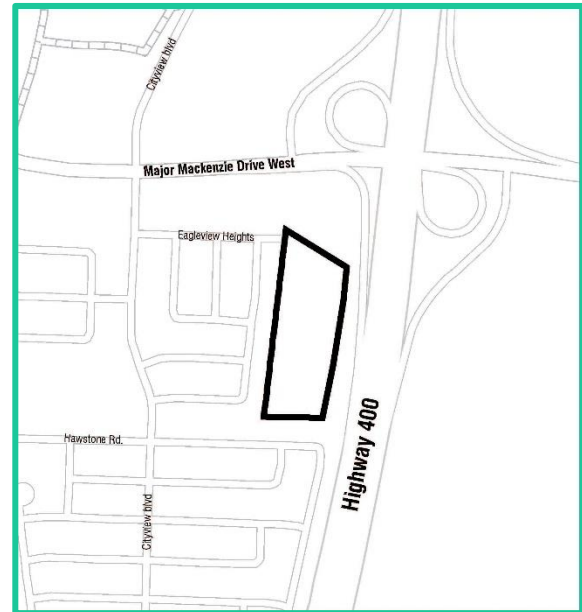 Cityview blvd
Major Mackenzie Drive West
Eagleview Heights
Highway 400
Hawstone Rd.
Cityview blvd